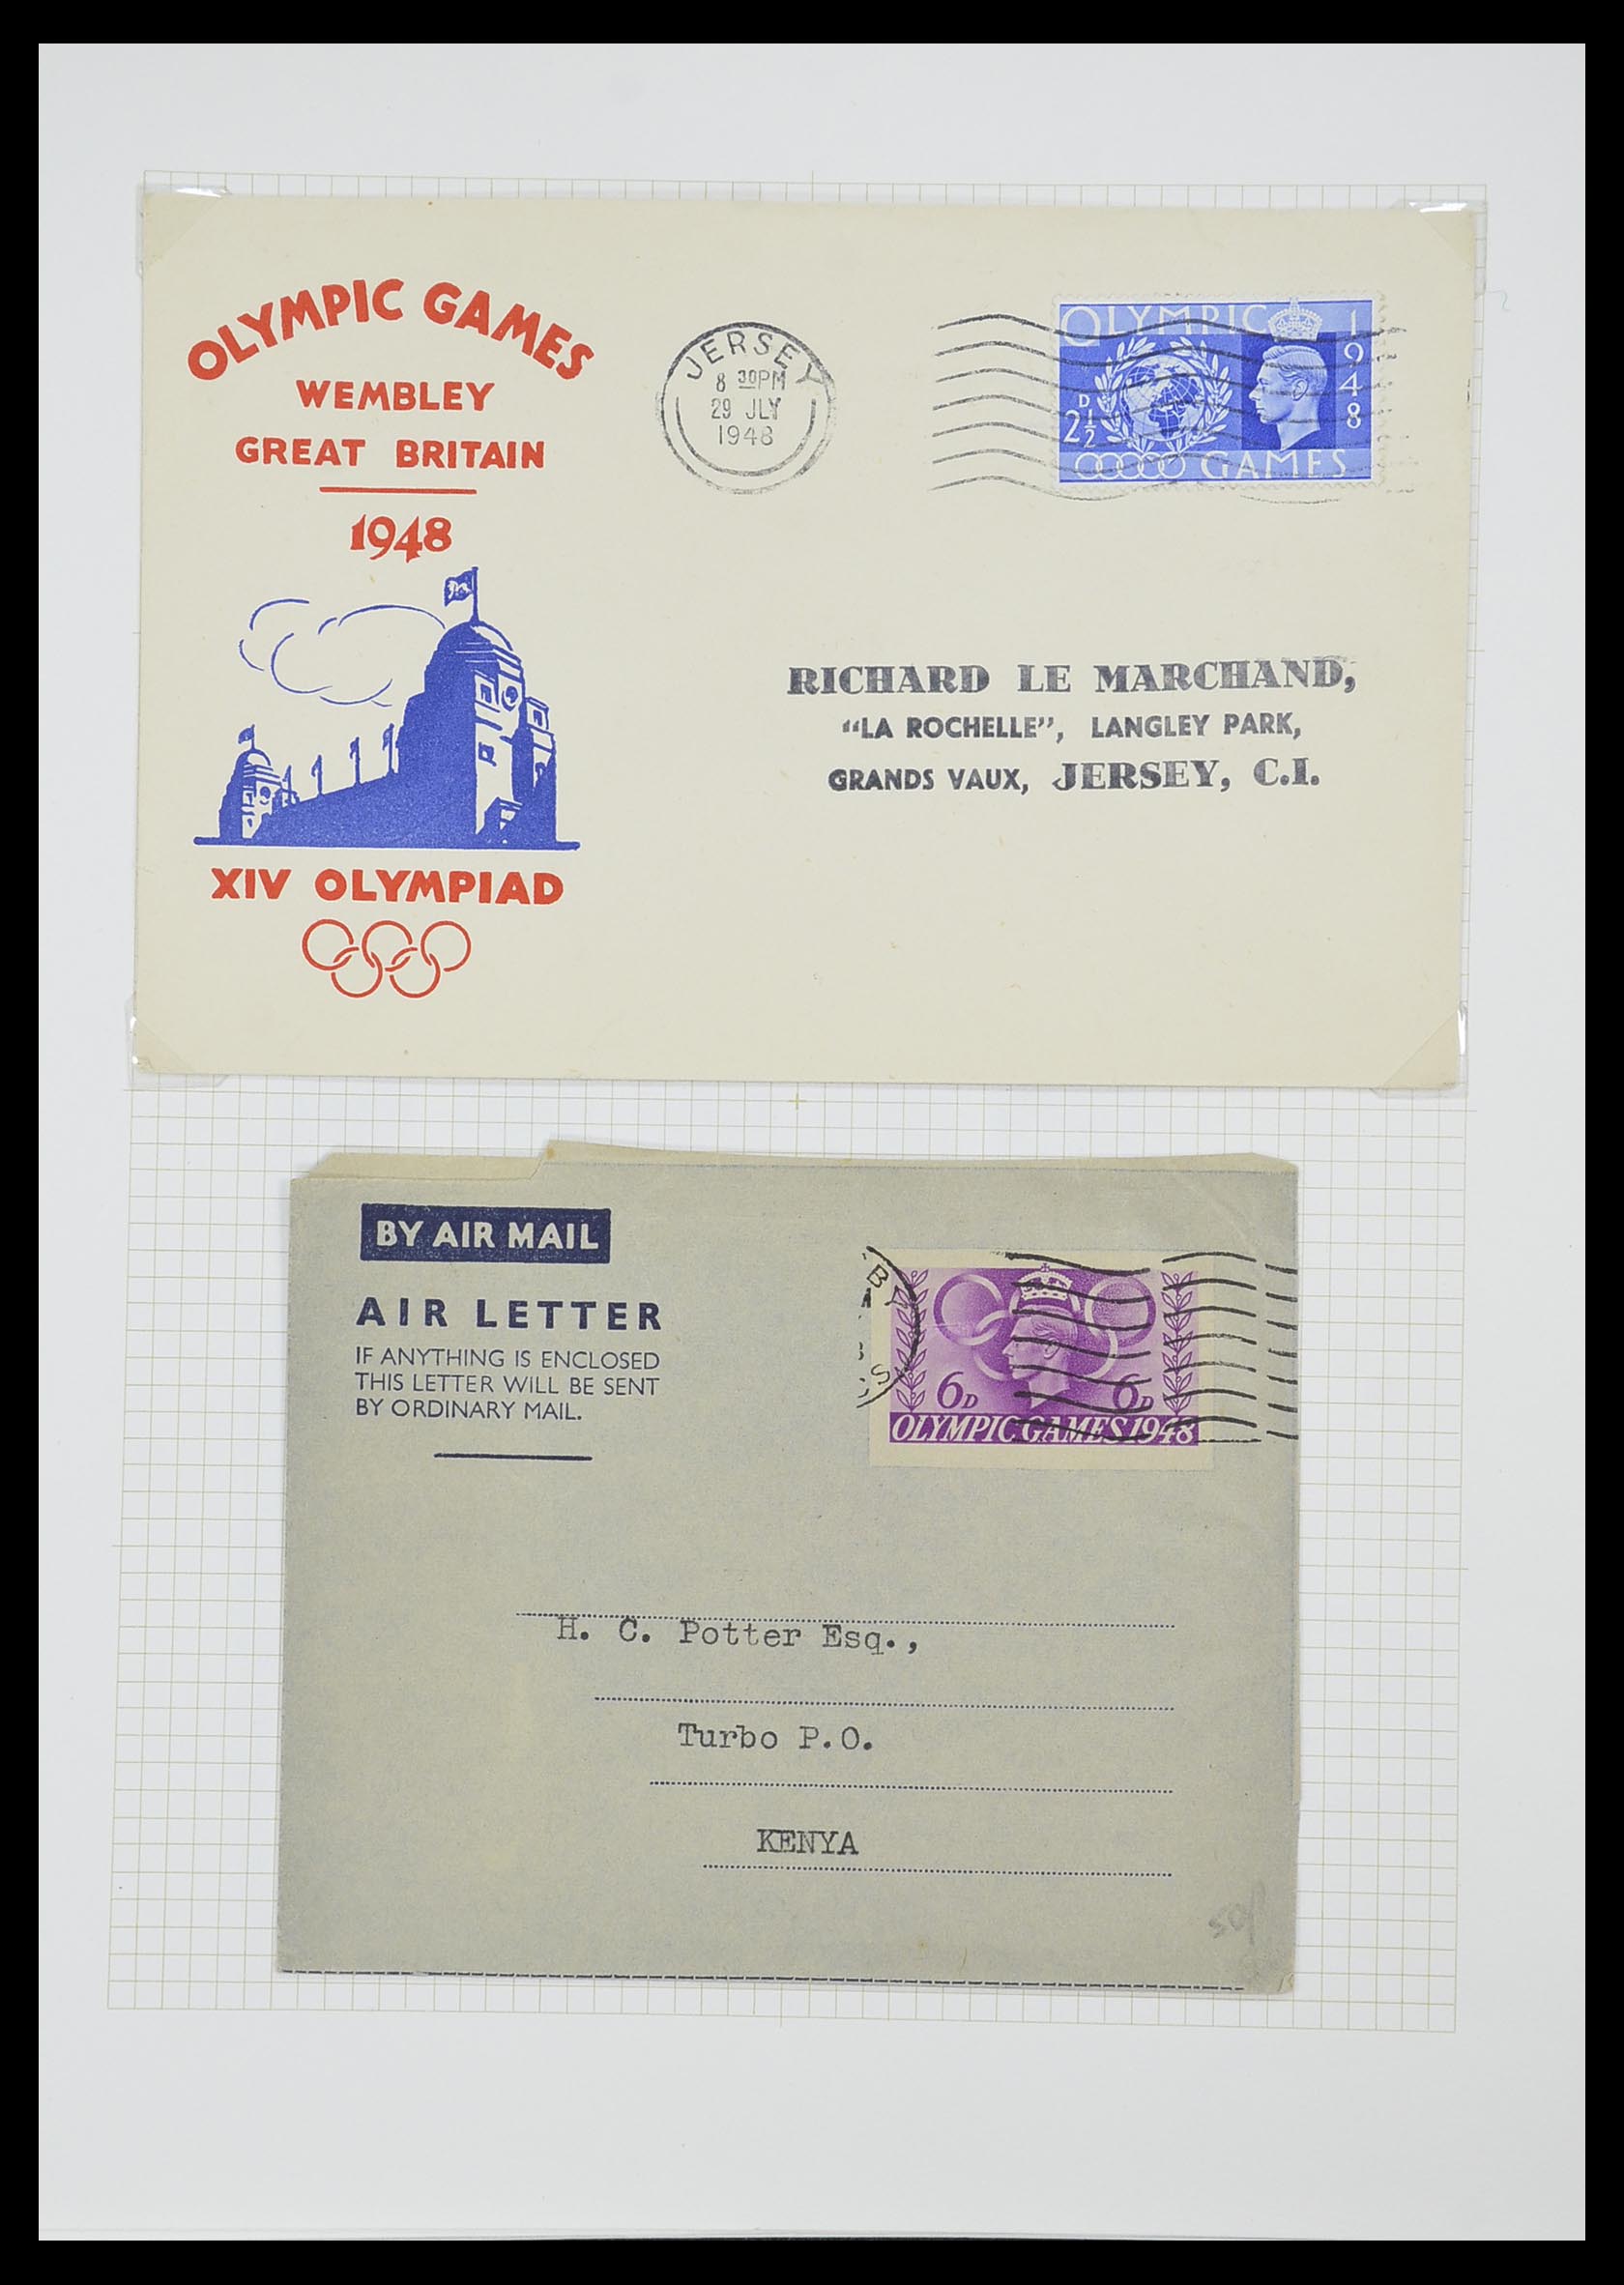 OLYMPIC GAMES
WEMBLEY
GREAT BRITAIN
1948
XIV OLYMPIAD
JERSEY
8 30PM
29 JLY
1948
OLYMPIC
1948
2½D
GAMES
RICHARD LE MARCHAND,
“LA ROCHELLE”, LANGLEY PARK,
GRANDS VAUX, JERSEY, C.I.
BY AIR MAIL
AIR LETTER
IF ANYTHING IS ENCLOSED
THIS LETTER WILL BE SENT
BY ORDINARY MAIL.
6D 6D
OLYMPIC GAMES 1948
H. C. Potter Esq.,
Turbo P.O.
KENYA